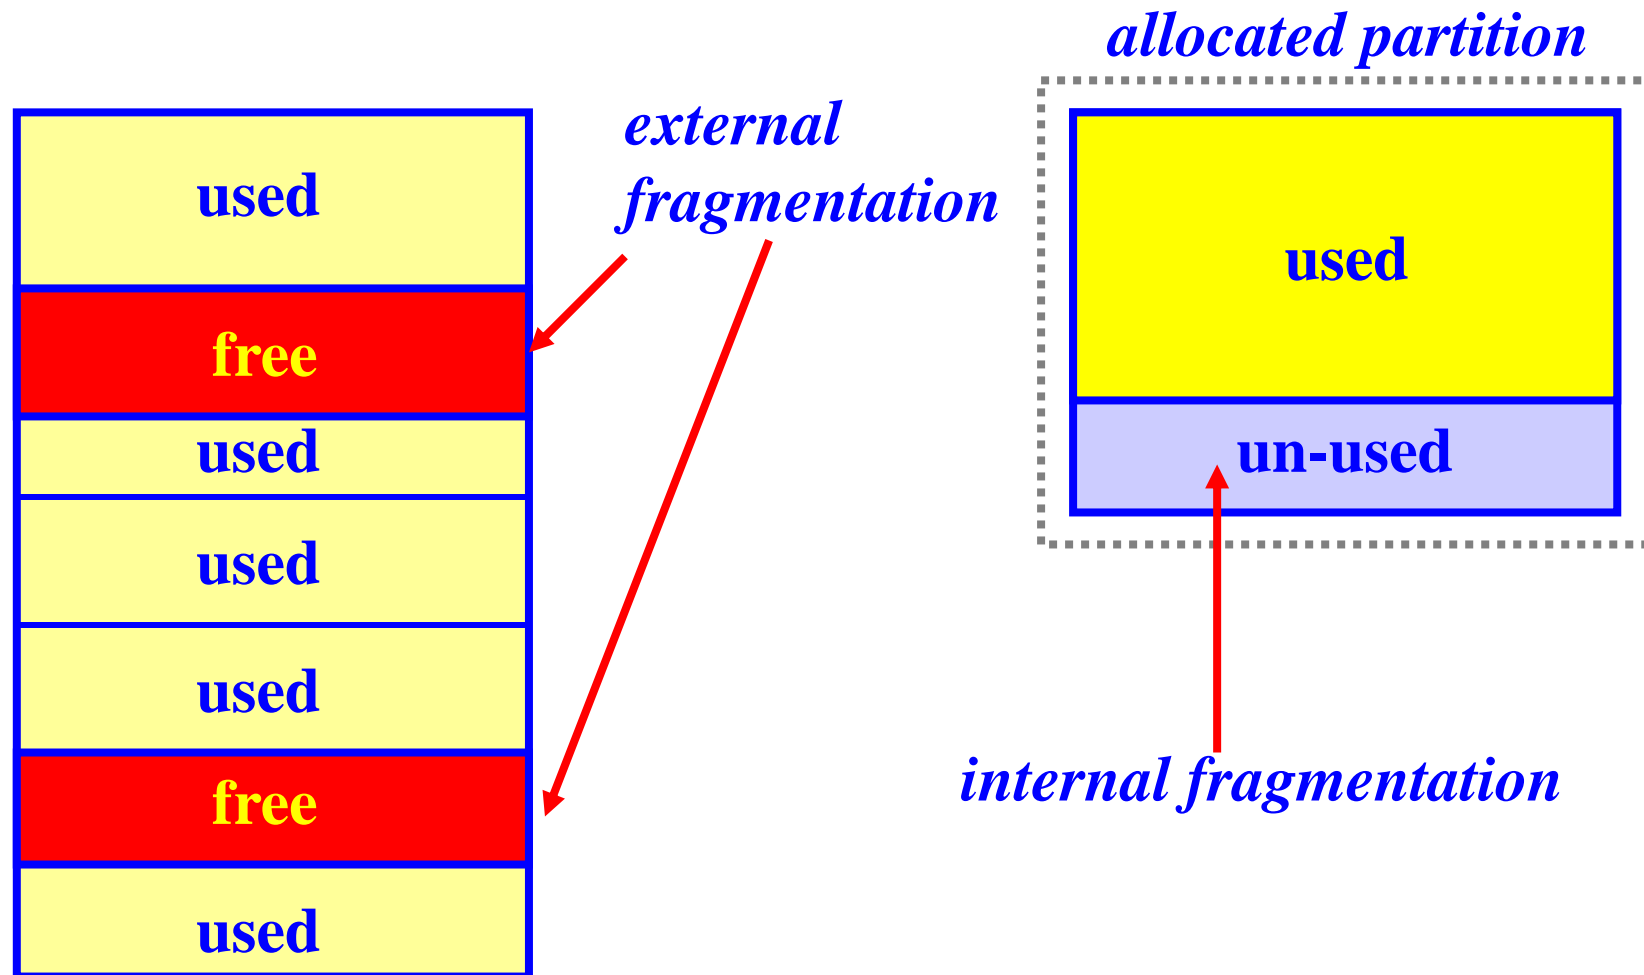 allocated partition
external
fragmentation
used
free
used
used
used
free
used
used
un-used
internal fragmentation